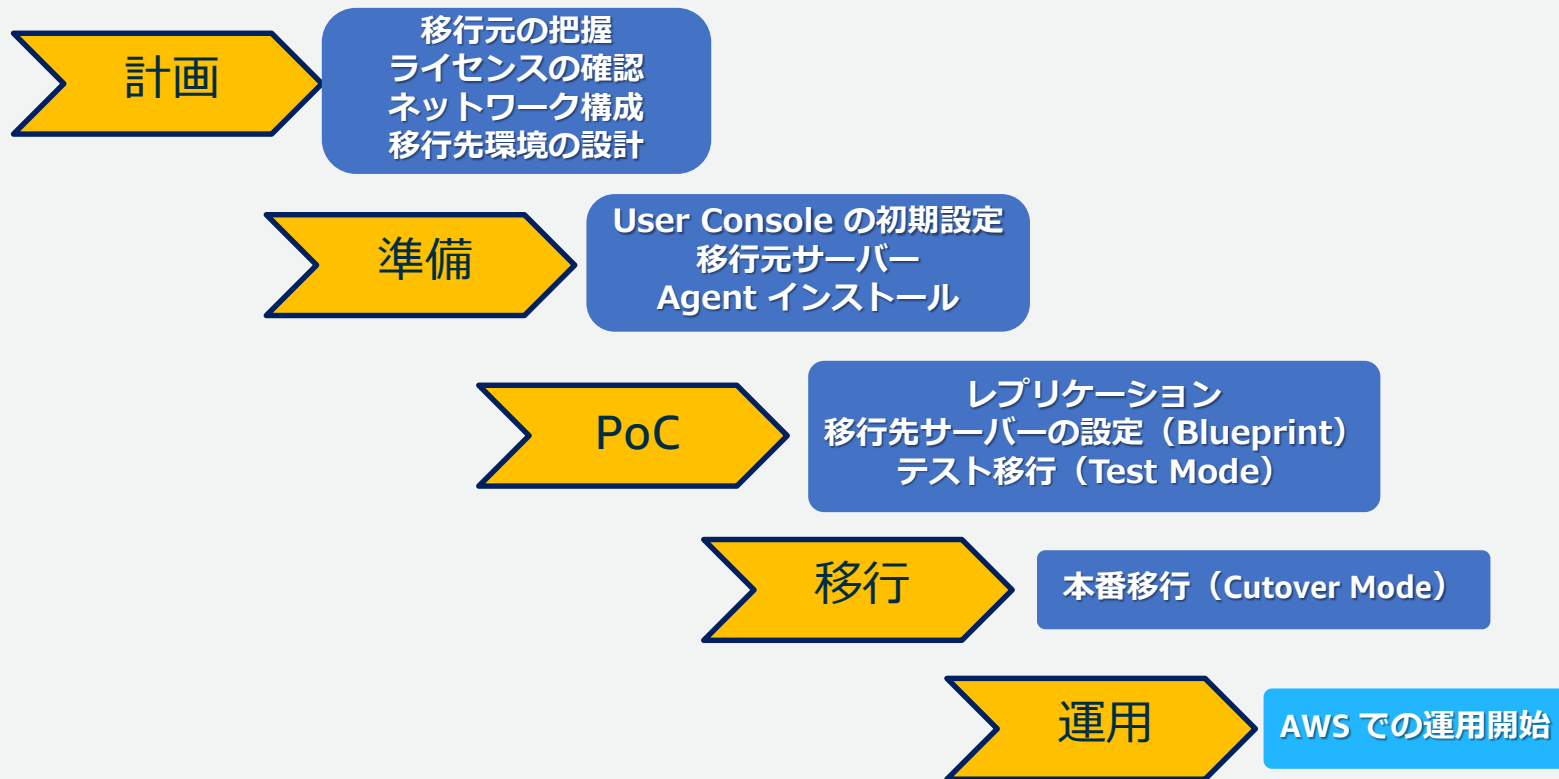 計画
移行元の把握
ライセンスの確認
ネットワーク構成
移行先環境の設計
準備
User Console の初期設定
移行元サーバー
Agent インストール
PoC
レプリケーション
移行先サーバーの設定（Blueprint）
テスト移行（Test Mode）
移行
本番移行（Cutover Mode）
運用
AWS での運用開始